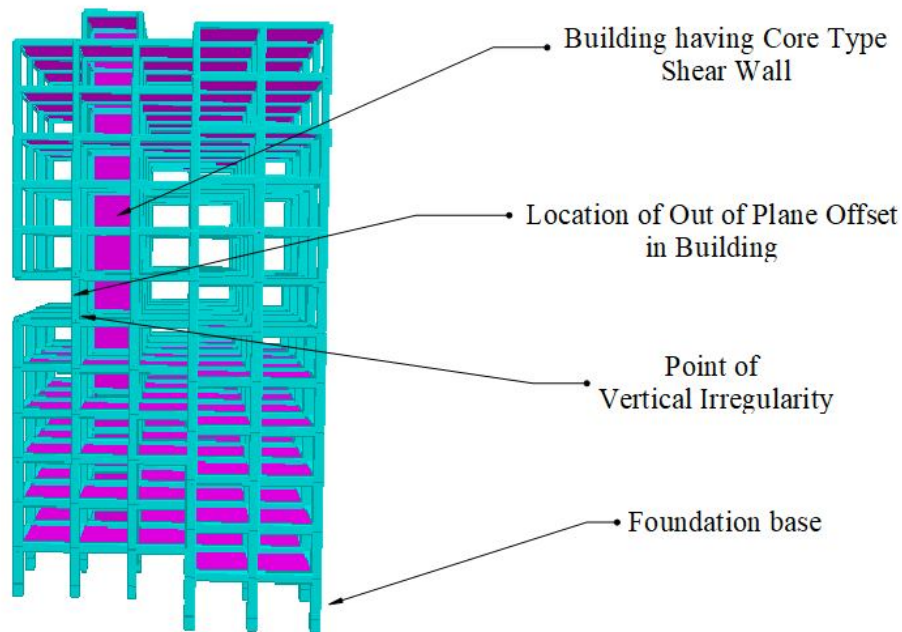 Building having Core Type
Shear Wall
Location of Out of Plane Offset
in Building
Point of
Vertical Irregularity
Foundation base